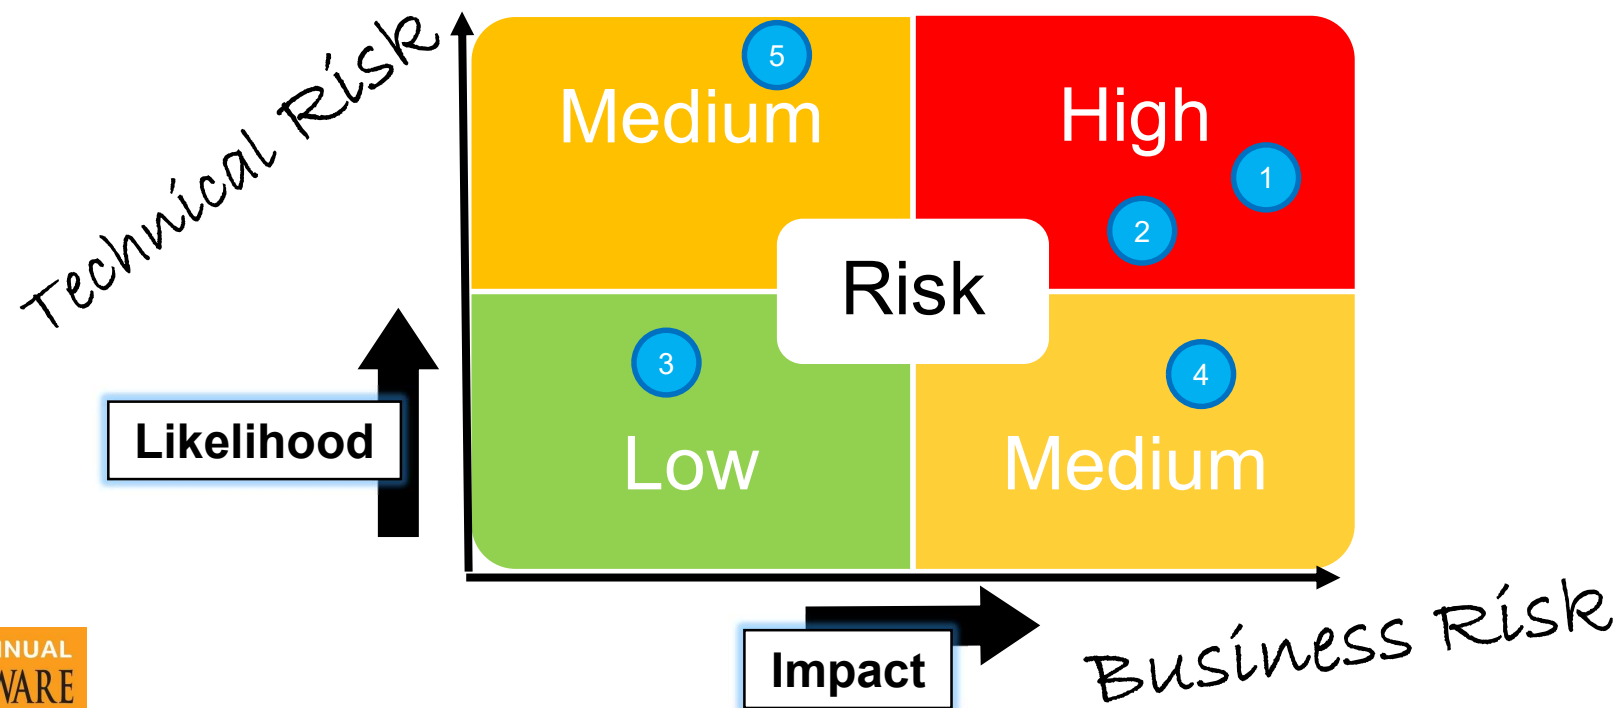 Technical Risk
5
Medium
High
1
2
Risk
3
4
Likelihood
Low
Medium
Impact
Business Risk